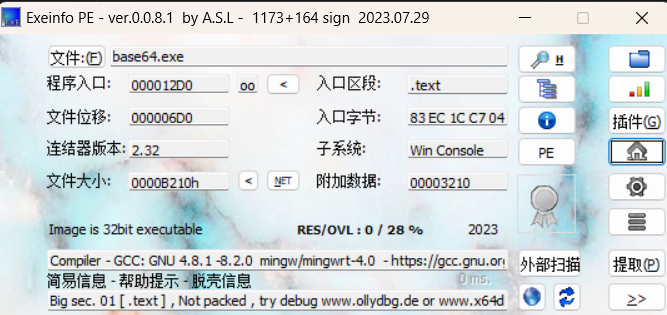 Exeinfo PE - ver.0.0.8.1 by A.S.L - 1173+164 sign 2023.07.29
文件:(F) base64.exe H
程序入口: 000012D0 oo < 入口区段: .text
文件位移: 000006D0 入口字节: 83 EC 1C C7 04 插件(G)
连结器版本: 2.32 子系统: Win Console PE
文件大小: 0000B210h < NET 附加数据: 00003210
Image is 32bit executable RES/OVL : 0 / 28 % 2023
Compiler - GCC: GNU 4.8.1 -8.2.0 mingw/mingwrt-4.0 - https://gcc.gnu.org 外部扫描 提取(P)
简易信息 - 帮助提示 - 脱壳信息 0 ms.
Big sec. 01 [ .text ] , Not packed , try debug www.ollydbg.de or www.x64d >>